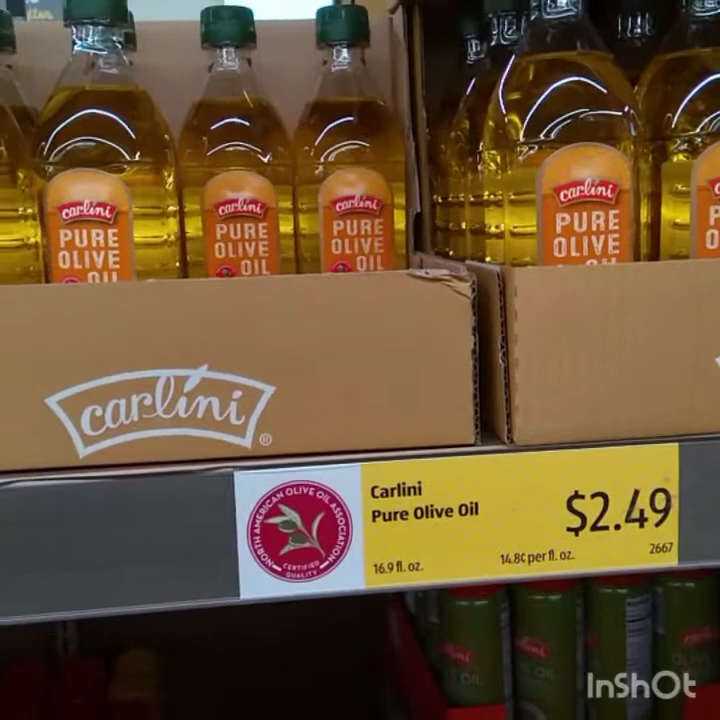 carlini
PURE
OLIVE
OIL
carlini
PURE
OLIVE
OIL
carlini
PURE
OLIVE
OIL
carlini
PURE
OLIVE
carlini®
NORTH AMERICAN OLIVE OIL ASSOCIATION
CERTIFIED
QUALITY
Carlini
Pure Olive Oil
$2.49
16.9 fl. oz.
14.8¢ per fl. oz.
2667
InShOt